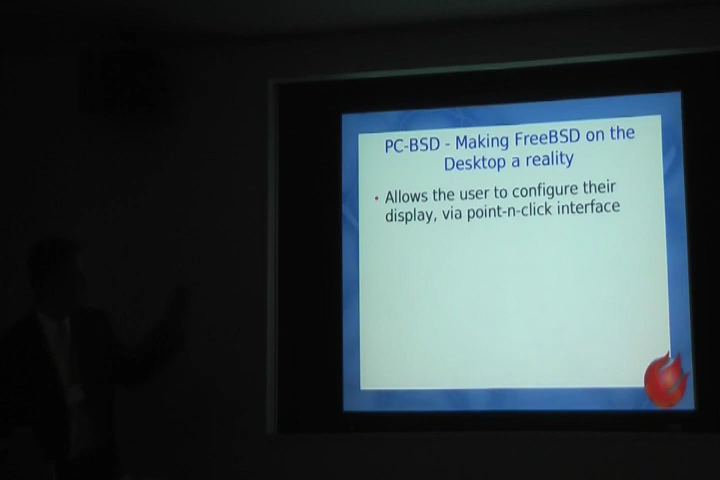 PC-BSD - Making FreeBSD on the
Desktop a reality
• Allows the user to configure their
display, via point-n-click interface